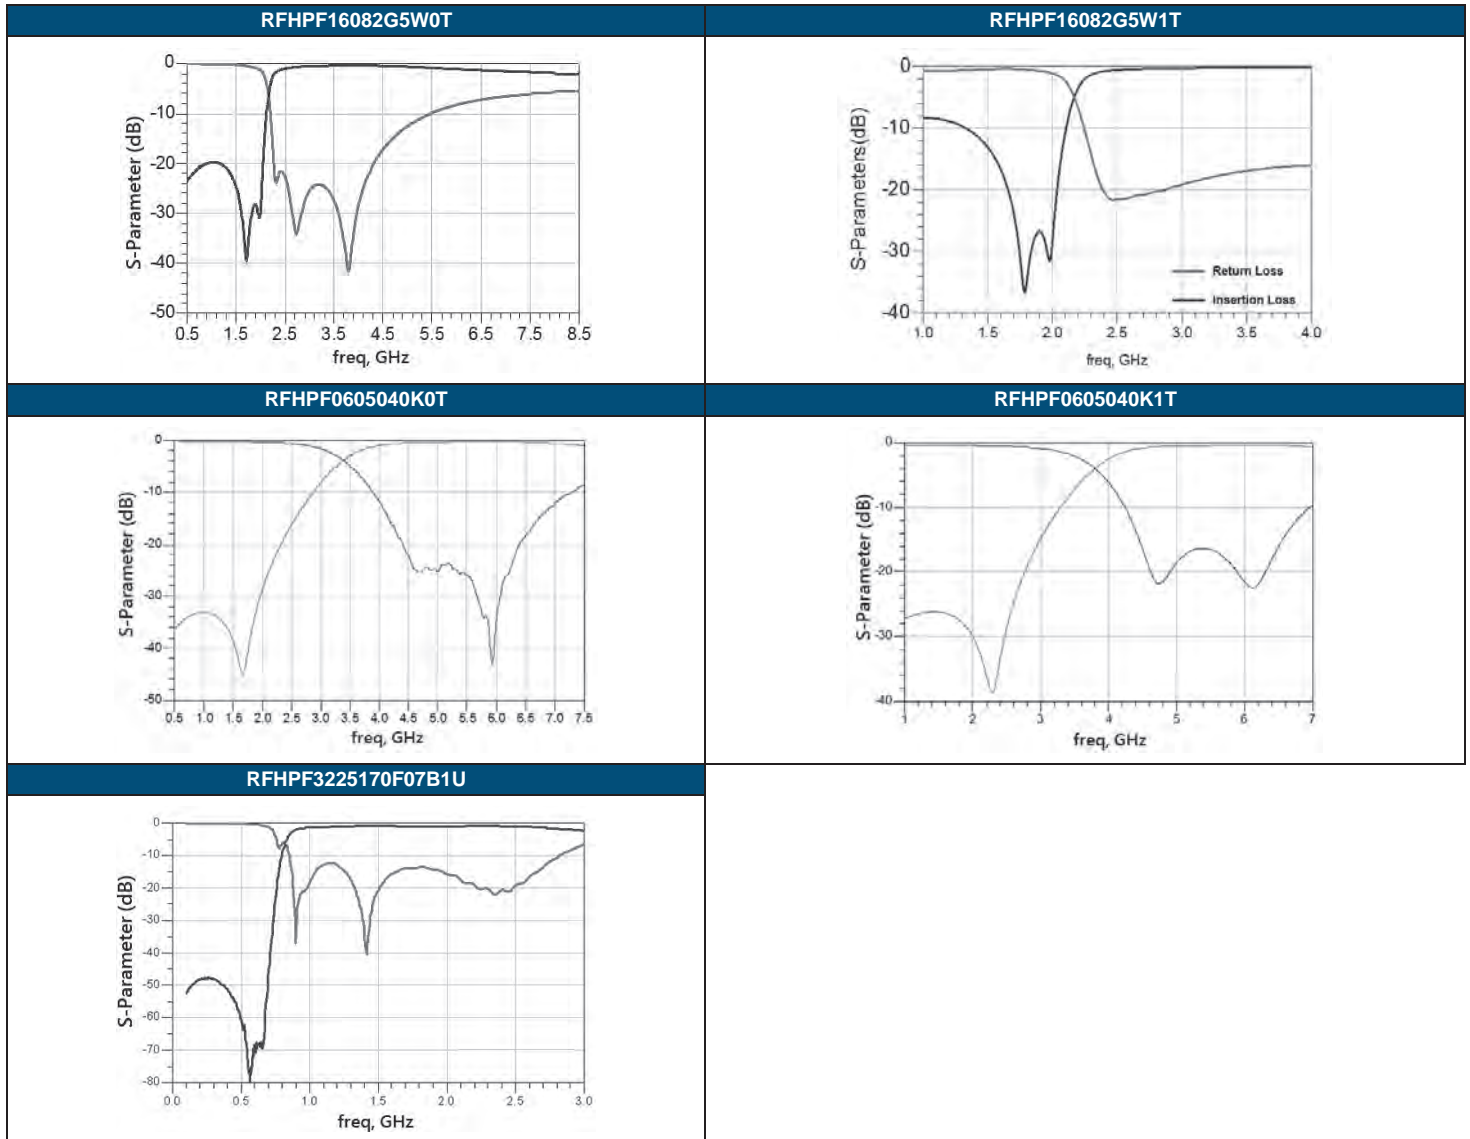 RFHPF16082G5W0T
RFHPF16082G5W1T
S-Parameter (dB)
0
-10
-20
-30
-40
-50
0.5 1.5 2.5 3.5 4.5 5.5 6.5 7.5 8.5
freq, GHz
S-Parameters(dB)
0
-10
-20
-30
-40
Return Loss
Insertion Loss
1.0 1.5 2.0 2.5 3.0 3.5 4.0
freq, GHz
RFHPF0605040K0T
RFHPF0605040K1T
S-Parameter (dB)
0
-10
-20
-30
-40
-50
0.5 1.0 1.5 2.0 2.5 3.0 3.5 4.0 4.5 5.0 5.5 6.0 6.5 7.0 7.5
freq, GHz
S-Parameter (dB)
0
-10
-20
-30
-40
1 2 3 4 5 6 7
freq, GHz
RFHPF3225170F07B1U
S-Parameter (dB)
0
-10
-20
-30
-40
-50
-60
-70
-80
0.0 0.5 1.0 1.5 2.0 2.5 3.0
freq, GHz